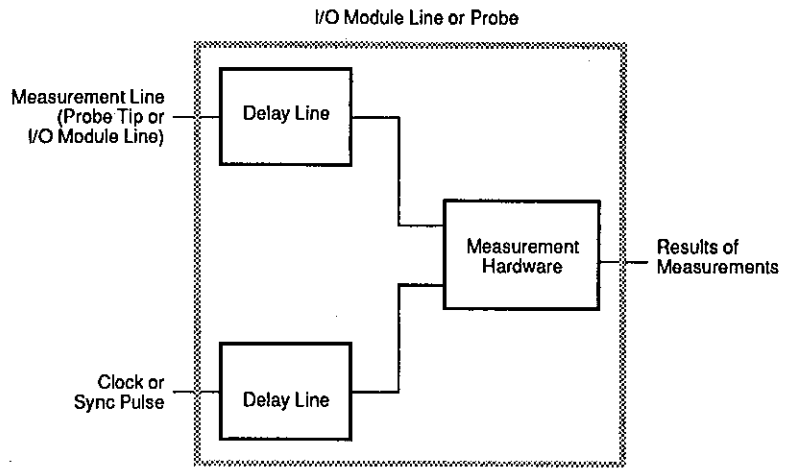 I/O Module Line or Probe
Measurement Line
(Probe Tip or
I/O Module Line)
Delay Line
Measurement
Hardware
Results of
Measurements
Clock or
Sync Pulse
Delay Line